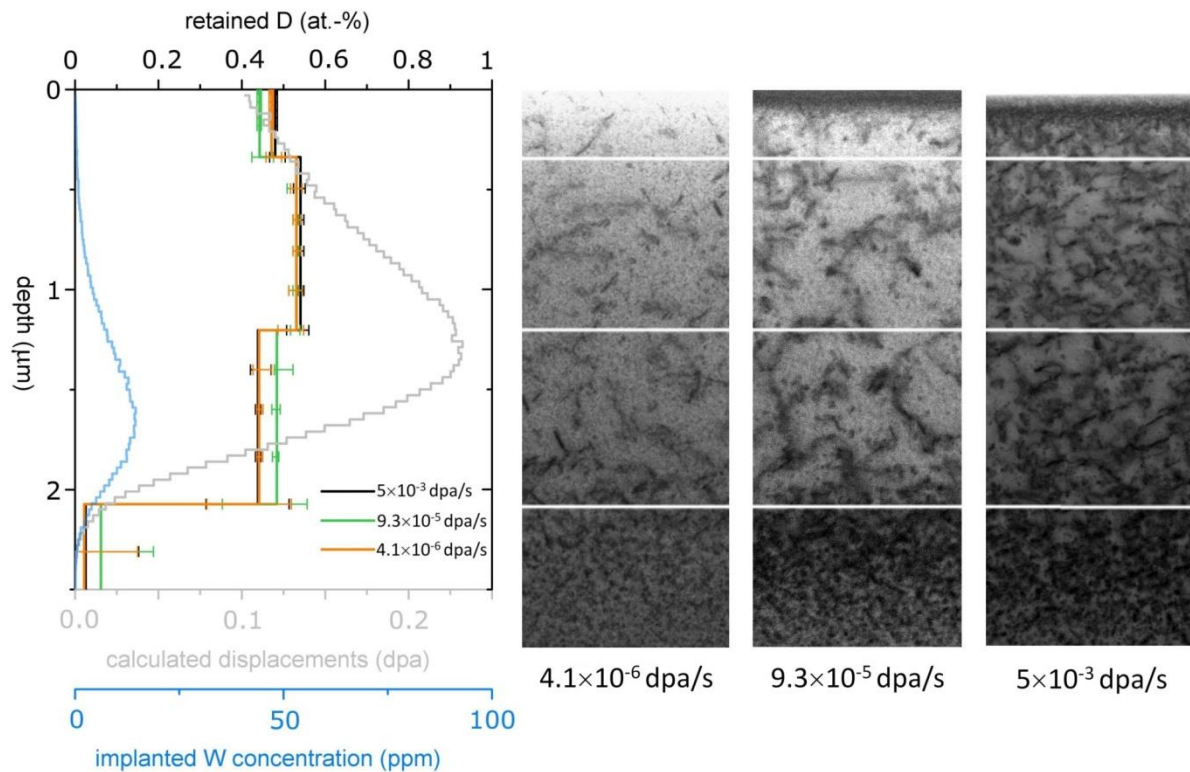 retained D (at.-%)
0 0.2 0.4 0.6 0.8 1
0
1
2
depth (μm)
5×10⁻³ dpa/s
9.3×10⁻⁵ dpa/s
4.1×10⁻⁶ dpa/s
0.0 0.1 0.2
calculated displacements (dpa)
0 50 100
implanted W concentration (ppm)
4.1×10⁻⁶ dpa/s 9.3×10⁻⁵ dpa/s 5×10⁻³ dpa/s